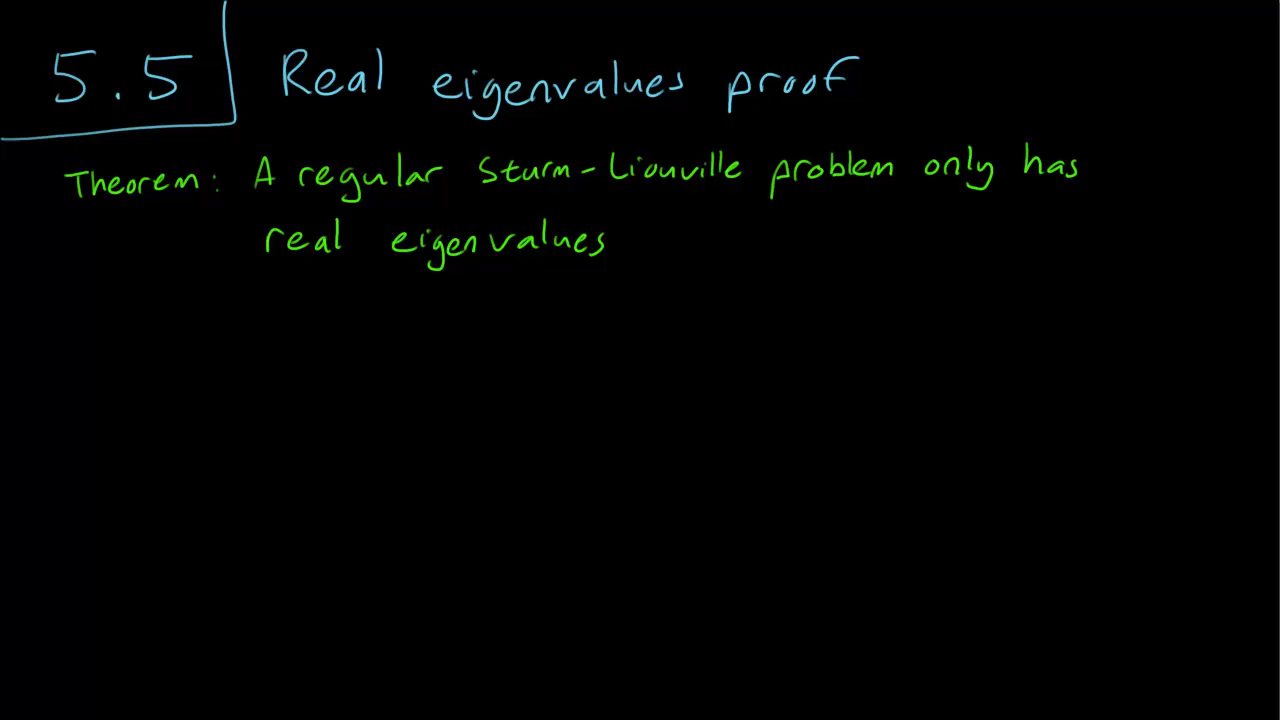 5.5 Real eigenvalues proof
Theorem: A regular Sturm-Liouville problem only has
real eigenvalues